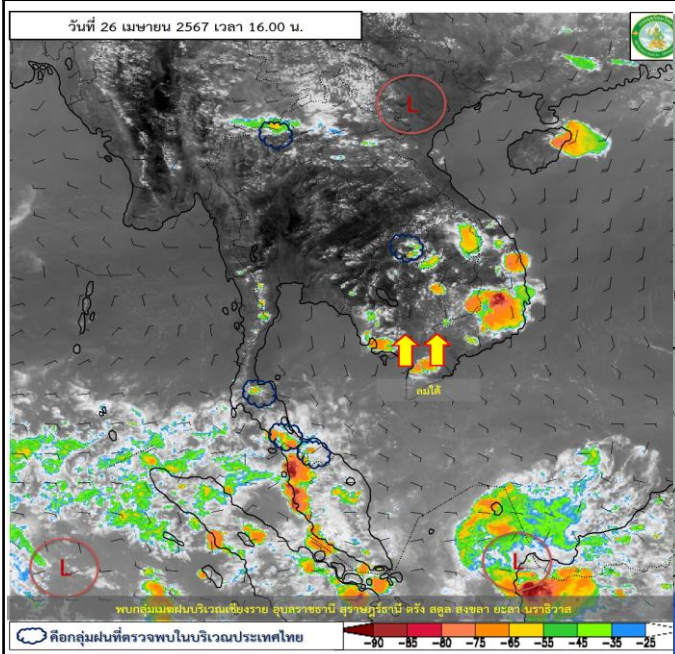 วันที่ 26 เมษายน 2567 เวลา 16.00 น.
L
ลมใต้
L
L
พบกลุ่มเมฆฝนบริเวณเชียงราย อุบลราชธานี สุราษฎร์ธานี ตรัง สตูล สงขลา ยะลา นราธิวาส
คือกลุ่มฝนที่ตรวจพบในบริเวณประเทศไทย
-90 -85 -80 -75 -65 -55 -45 -35 -25